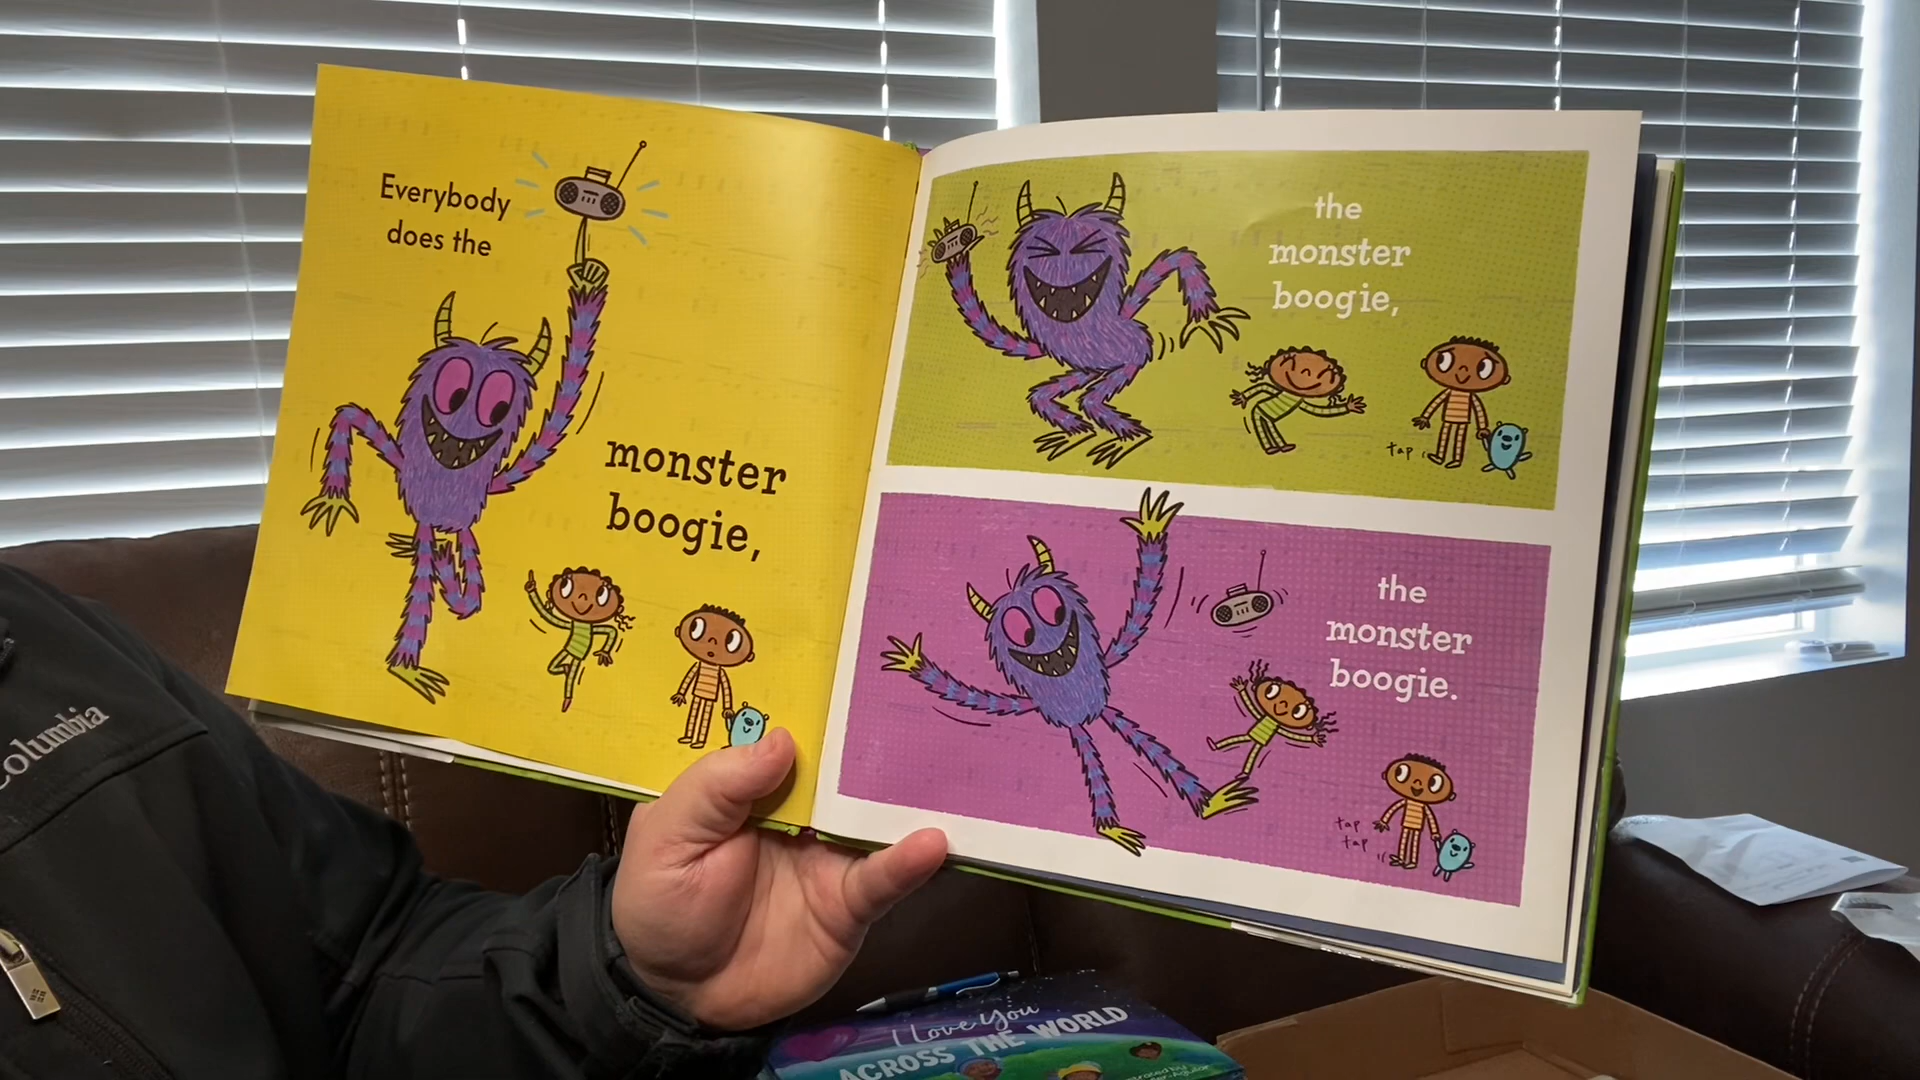 Everybody
does the
monster
boogie,
the
monster
boogie,
tap
the
monster
boogie.
tap
tap
Columbia
I Love You
ACROSS THE WORLD